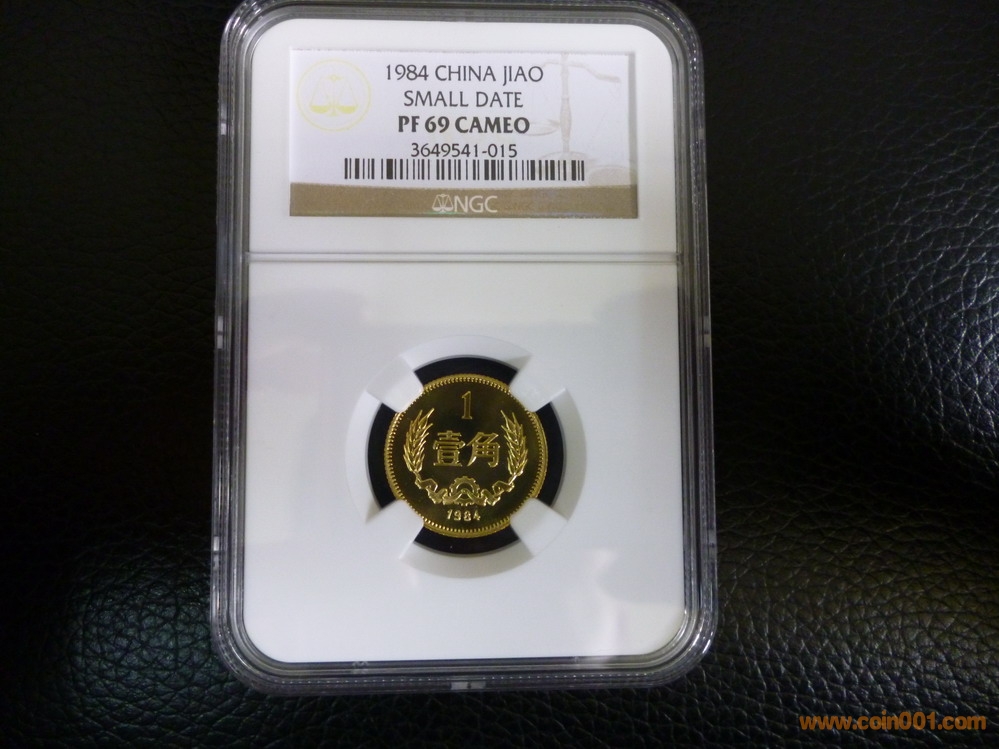 1984 CHINA JIAO
SMALL DATE
PF 69 CAMEO
3649541-015
NGC
1
壹角
1984
www.coin001.com